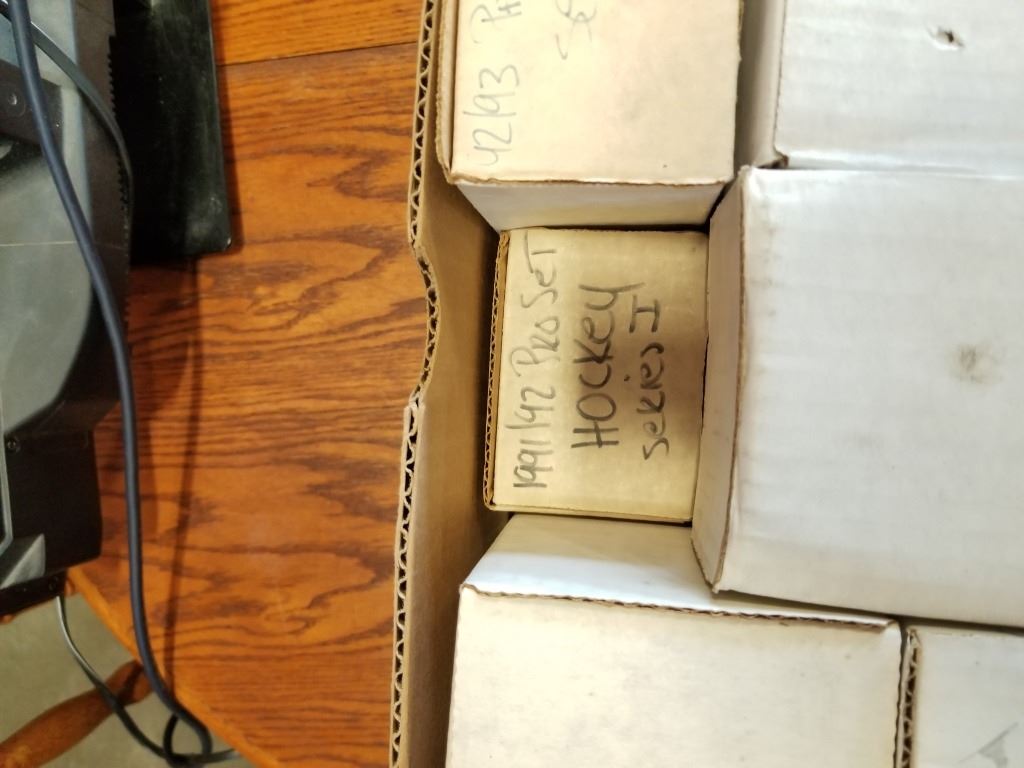 92/93
1991/92 PRO SET
HOCKEY
series I